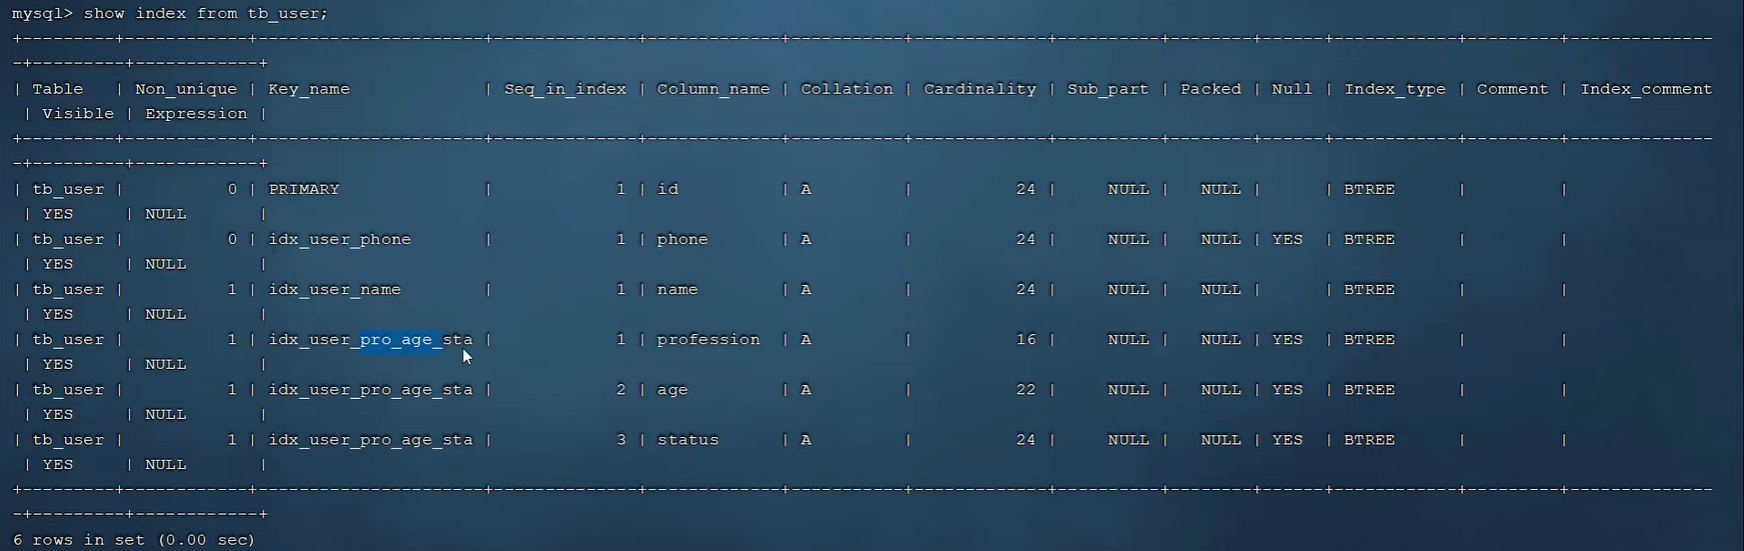 mysql> show index from tb_user;
+---------+------------+----------------------+--------------+-------------+-----------+-------------+----------+--------+------+------------+---------+--------------
-+---------+------------+
| Table   | Non_unique | Key_name             | Seq_in_index | Column_name | Collation | Cardinality | Sub_part | Packed | Null | Index_type | Comment | Index_comment
 | Visible | Expression |
+---------+------------+----------------------+--------------+-------------+-----------+-------------+----------+--------+------+------------+---------+--------------
-+---------+------------+
| tb_user |          0 | PRIMARY              |            1 | id          | A         |          24 |     NULL |   NULL |      | BTREE      |         |
 | YES     | NULL       |
| tb_user |          0 | idx_user_phone       |            1 | phone       | A         |          24 |     NULL |   NULL | YES  | BTREE      |         |
 | YES     | NULL       |
| tb_user |          1 | idx_user_name        |            1 | name        | A         |          24 |     NULL |   NULL |      | BTREE      |         |
 | YES     | NULL       |
| tb_user |          1 | idx_user_pro_age_sta |            1 | profession  | A         |          16 |     NULL |   NULL | YES  | BTREE      |         |
 | YES     | NULL       |
| tb_user |          1 | idx_user_pro_age_sta |            2 | age         | A         |          22 |     NULL |   NULL | YES  | BTREE      |         |
 | YES     | NULL       |
| tb_user |          1 | idx_user_pro_age_sta |            3 | status      | A         |          24 |     NULL |   NULL | YES  | BTREE      |         |
 | YES     | NULL       |
+---------+------------+----------------------+--------------+-------------+-----------+-------------+----------+--------+------+------------+---------+--------------
-+---------+------------+
6 rows in set (0.00 sec)